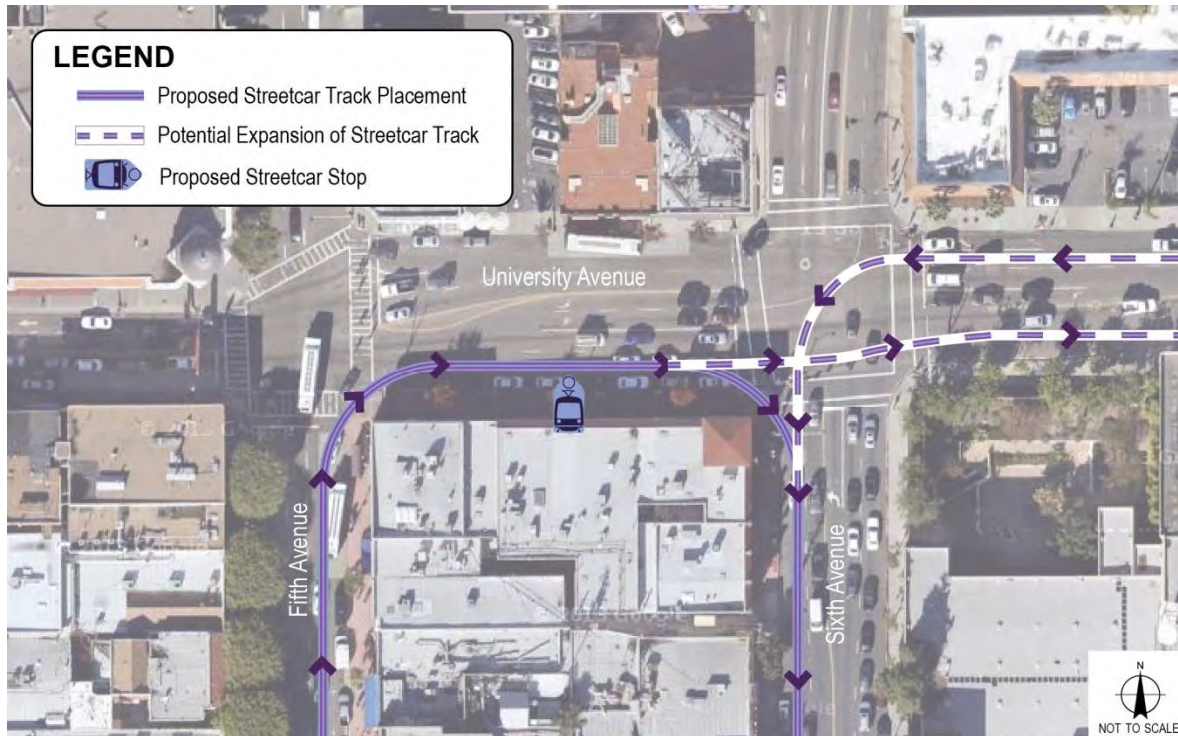 LEGEND
Proposed Streetcar Track Placement
Potential Expansion of Streetcar Track
Proposed Streetcar Stop
University Avenue
Fifth Avenue
Sixth Avenue
N
NOT TO SCALE